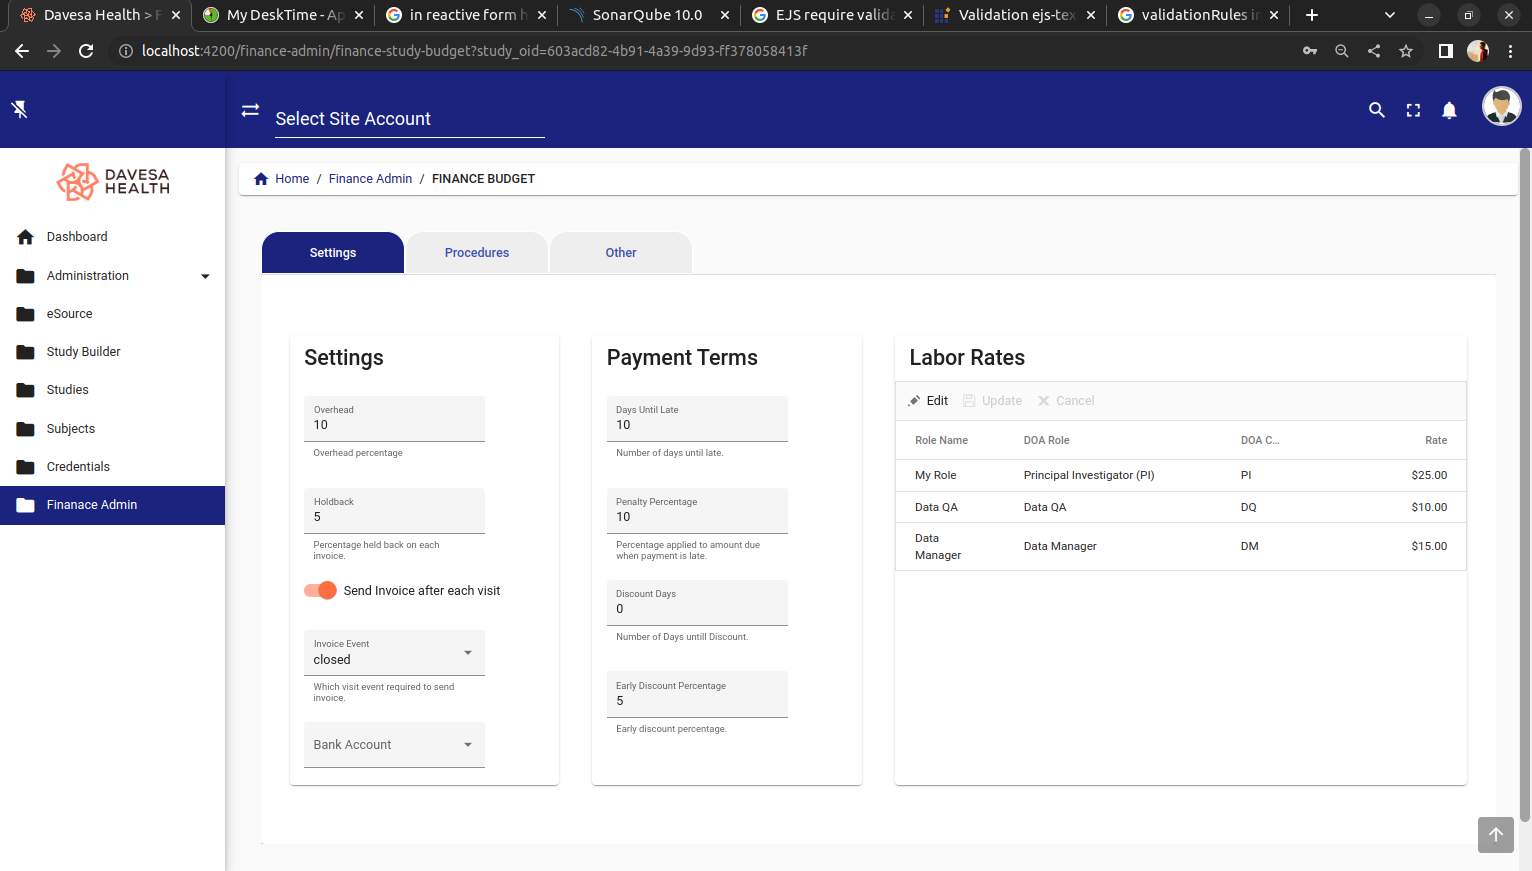 Davesa Health > F
My DeskTime - Ap
in reactive form h
SonarQube 10.0
EJS require valida
Validation ejs-tex
validationRules in
localhost:4200/finance-admin/finance-study-budget?study_oid=603acd82-4b91-4a39-9d93-ff378058413f
Select Site Account
DAVESA
HEALTH
Home / Finance Admin / FINANCE BUDGET
Dashboard
Administration
eSource
Study Builder
Studies
Subjects
Credentials
Finanace Admin
Settings
Procedures
Other
Settings
Overhead
10
Overhead percentage
Holdback
5
Percentage held back on each
invoice.
Send Invoice after each visit
Invoice Event
closed
Which visit event required to send
invoice.
Bank Account
Payment Terms
Days Until Late
10
Number of days until late.
Penalty Percentage
10
Percentage applied to amount due
when payment is late.
Discount Days
0
Number of Days untill Discount.
Early Discount Percentage
5
Early discount percentage.
Labor Rates
Edit Update Cancel
Role Name DOA Role DOA C... Rate
My Role Principal Investigator (PI) PI $25.00
Data QA Data QA DQ $10.00
Data
Manager Data Manager DM $15.00